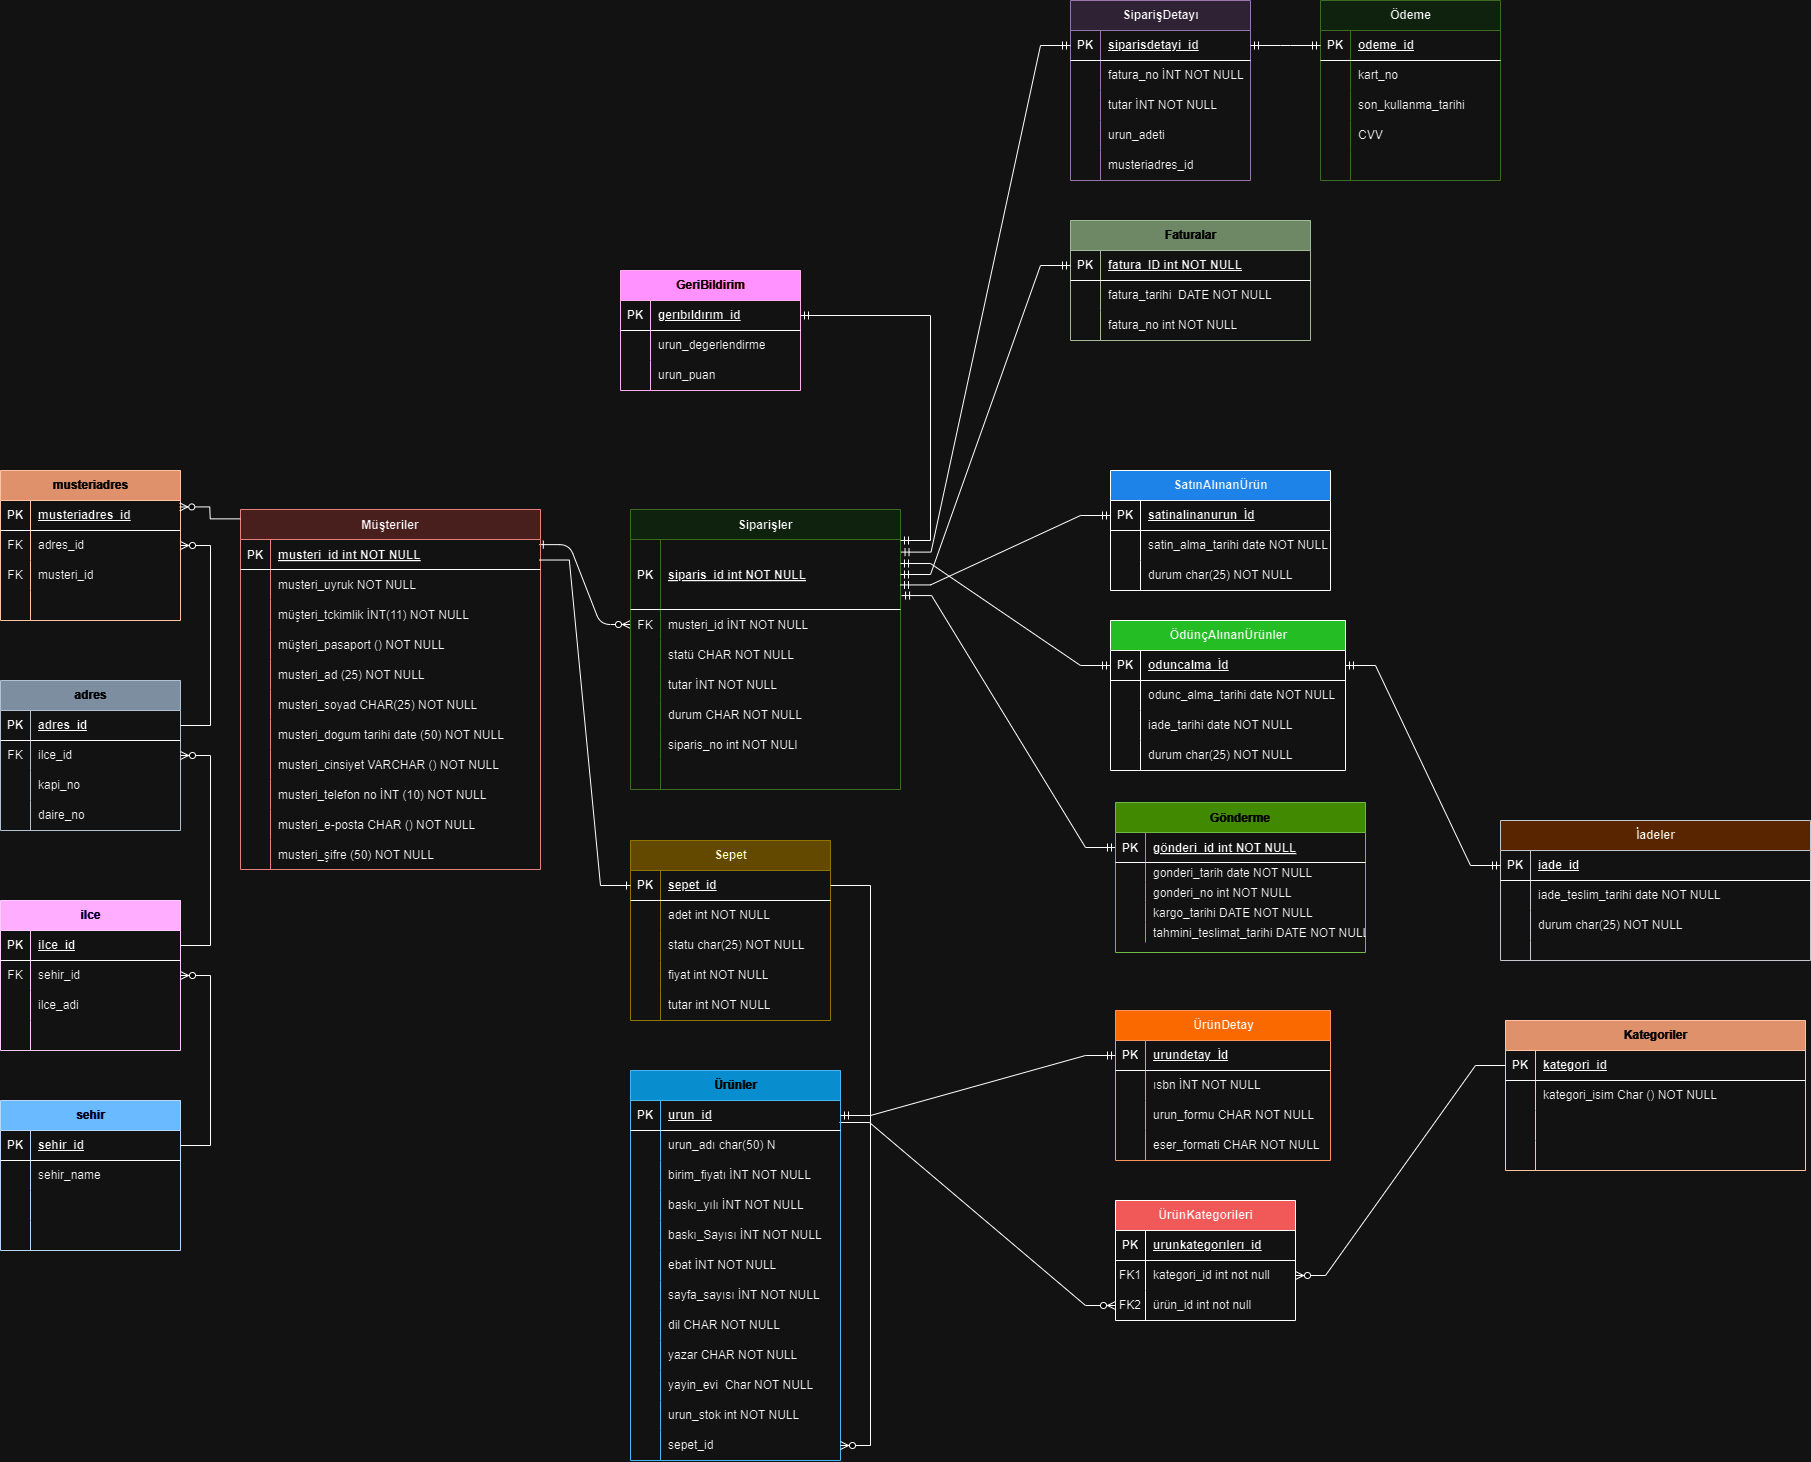 SiparişDetayı
PK siparisdetayi_id
fatura_no İNT NOT NULL
tutar İNT NOT NULL
urun_adeti
musteriadres_id
Ödeme
PK odeme_id
kart_no
son_kullanma_tarihi
CVV
Faturalar
PK fatura_ID int NOT NULL
fatura_tarihi  DATE NOT NULL
fatura_no int NOT NULL
GeriBildirim
PK gerıbıldırım_id
urun_degerlendirme
urun_puan
musteriadres
PK musteriadres_id
FK adres_id
FK musteri_id
adres
PK adres_id
FK ilce_id
kapi_no
daire_no
ilce
PK ilce_id
FK sehir_id
ilce_adi
sehir
PK sehir_id
sehir_name
Müşteriler
PK musteri_id int NOT NULL
musteri_uyruk NOT NULL
müşteri_tckimlik İNT(11) NOT NULL
müşteri_pasaport () NOT NULL
musteri_ad (25) NOT NULL
musteri_soyad CHAR(25) NOT NULL
musteri_dogum tarihi date (50) NOT NULL
musteri_cinsiyet VARCHAR () NOT NULL
musteri_telefon no İNT (10) NOT NULL
musteri_e-posta CHAR () NOT NULL
musteri_şifre (50) NOT NULL
Siparişler
PK siparis_id int NOT NULL
FK musteri_id İNT NOT NULL
statü CHAR NOT NULL
tutar İNT NOT NULL
durum CHAR NOT NULL
siparis_no int NOT NULl
Sepet
PK sepet_id
adet int NOT NULL
statu char(25) NOT NULL
fiyat int NOT NULL
tutar int NOT NULL
Ürünler
PK urun_id
urun_adı char(50) N
birim_fiyatı İNT NOT NULL
baskı_yılı İNT NOT NULL
baskı_Sayısı İNT NOT NULL
ebat İNT NOT NULL
sayfa_sayısı İNT NOT NULL
dil CHAR NOT NULL
yazar CHAR NOT NULL
yayin_evi  Char NOT NULL
urun_stok int NOT NULL
sepet_id
SatınAlınanÜrün
PK satinalinanurun_İd
satin_alma_tarihi date NOT NULL
durum char(25) NOT NULL
ÖdünçAlınanÜrünler
PK oduncalma_İd
odunc_alma_tarihi date NOT NULL
iade_tarihi date NOT NULL
durum char(25) NOT NULL
Gönderme
PK gönderi_id int NOT NULL
gonderi_tarih date NOT NULL
gonderi_no int NOT NULL
kargo_tarihi DATE NOT NULL
tahmini_teslimat_tarihi DATE NOT NULL
İadeler
PK iade_id
iade_teslim_tarihi date NOT NULL
durum char(25) NOT NULL
ÜrünDetay
PK urundetay_İd
ısbn İNT NOT NULL
urun_formu CHAR NOT NULL
eser_formati CHAR NOT NULL
Kategoriler
PK kategori_id
kategori_isim Char () NOT NULL
ÜrünKategorileri
PK urunkategorılerı_id
FK1 kategori_id int not null
FK2 ürün_id int not null